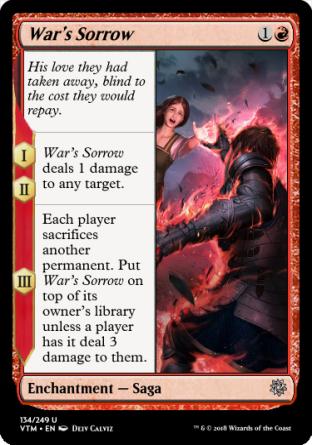 War's Sorrow 1
His love they had
taken away, blind to
the cost they would
repay.
I War's Sorrow
deals 1 damage
II to any target.
Each player
sacrifices
another
permanent. Put
III War's Sorrow on
top of its
owner's library
unless a player
has it deal 3
damage to them.
Enchantment — Saga
134/249 U
VTM • EN Deiv Calviz
™ & © 2018 Wizards of the Coast